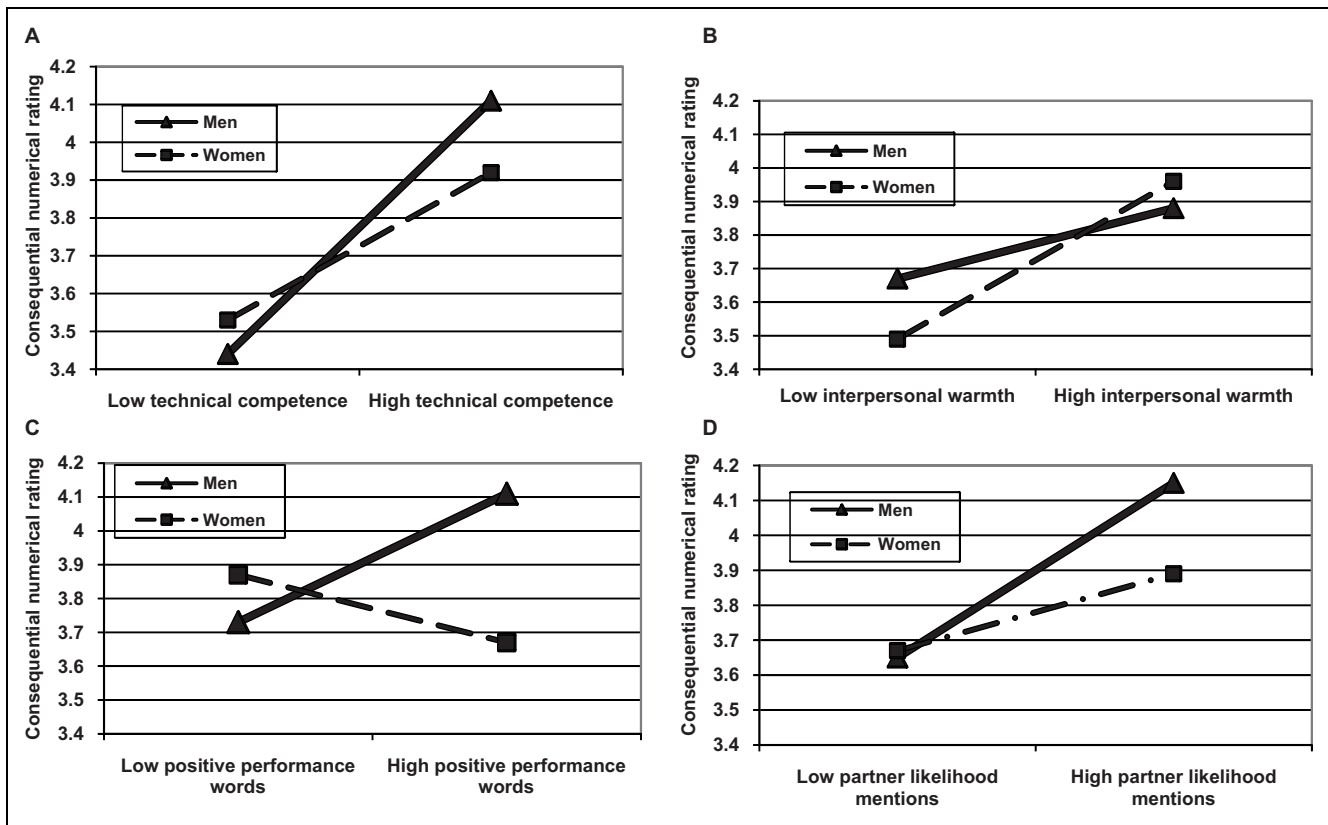 A
Consequential numerical rating
4.2
4.1
4
3.9
3.8
3.7
3.6
3.5
3.4
Men
Women
Low technical competence
High technical competence
B
Consequential numerical rating
4.2
4.1
4
3.9
3.8
3.7
3.6
3.5
3.4
Men
Women
Low interpersonal warmth
High interpersonal warmth
C
Consequential numerical rating
4.2
4.1
4
3.9
3.8
3.7
3.6
3.5
3.4
Men
Women
Low positive performance
words
High positive performance
words
D
Consequential numerical rating
4.2
4.1
4
3.9
3.8
3.7
3.6
3.5
3.4
Men
Women
Low partner likelihood
mentions
High partner likelihood
mentions